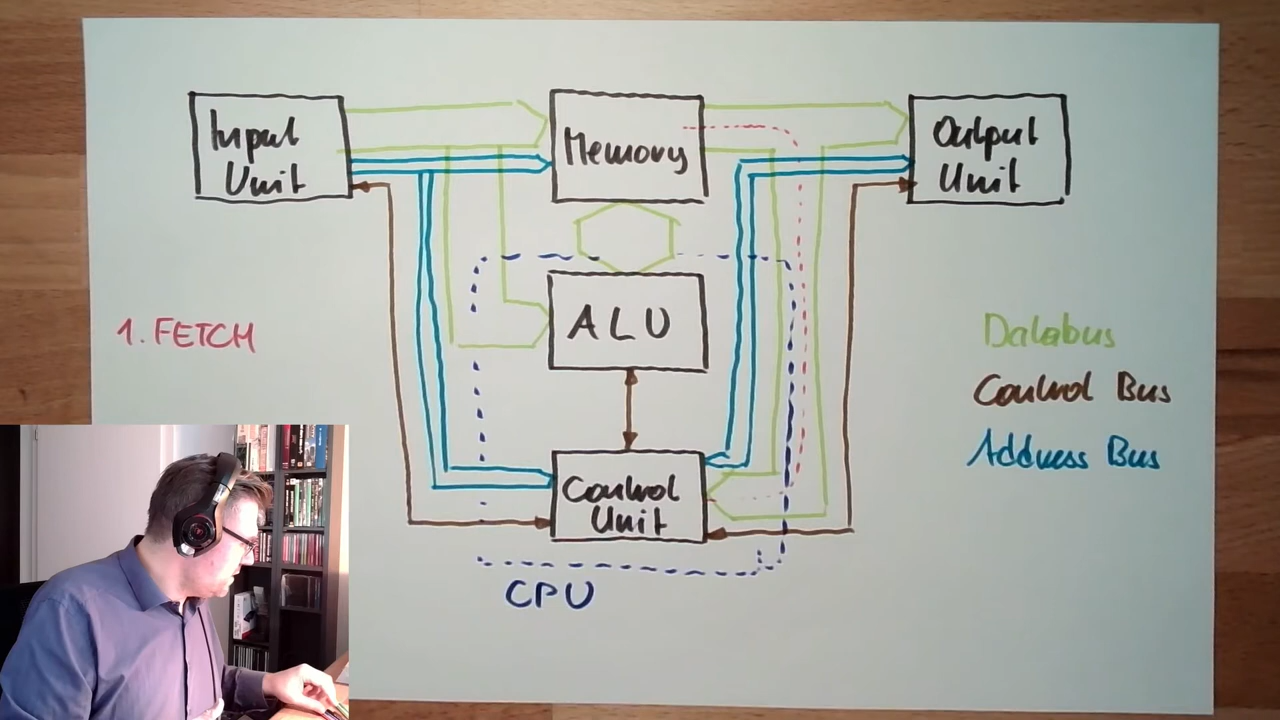 Input
Unit
Memory
Output
Unit
ALU
1. FETCH
Databus
Control Bus
Address Bus
Control
Unit
CPU